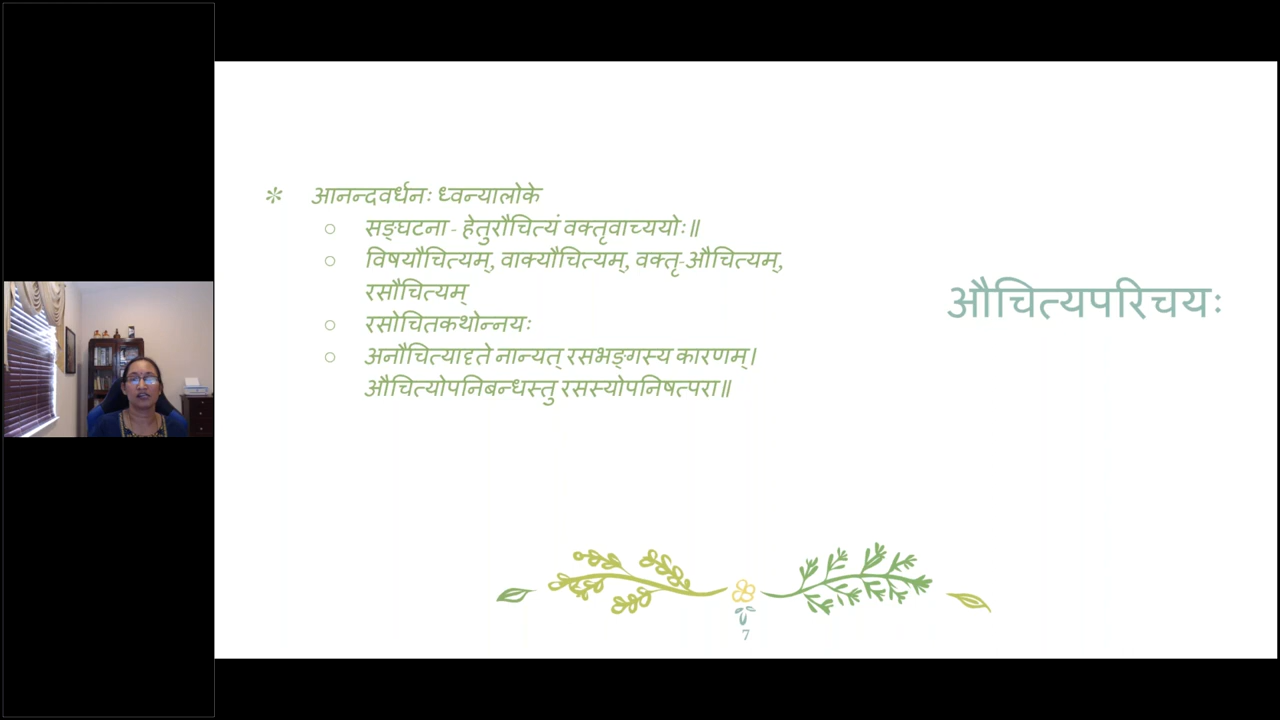 आनन्दवर्धनः ध्वन्यालोके
सङ्घटना - हेतुरौचित्यं वक्तृवाच्ययोः॥
विषयौचित्यम्, वाक्यौचित्यम्, वक्तृ-औचित्यम्,
रसौचित्यम्
रसोचितकथोन्नयः
अनौचित्यादृते नान्यत् रसभङ्गस्य कारणम्।
औचित्योपनिबन्धस्तु रसस्योपनिषत्परा॥
औचित्यपरिचयः
7